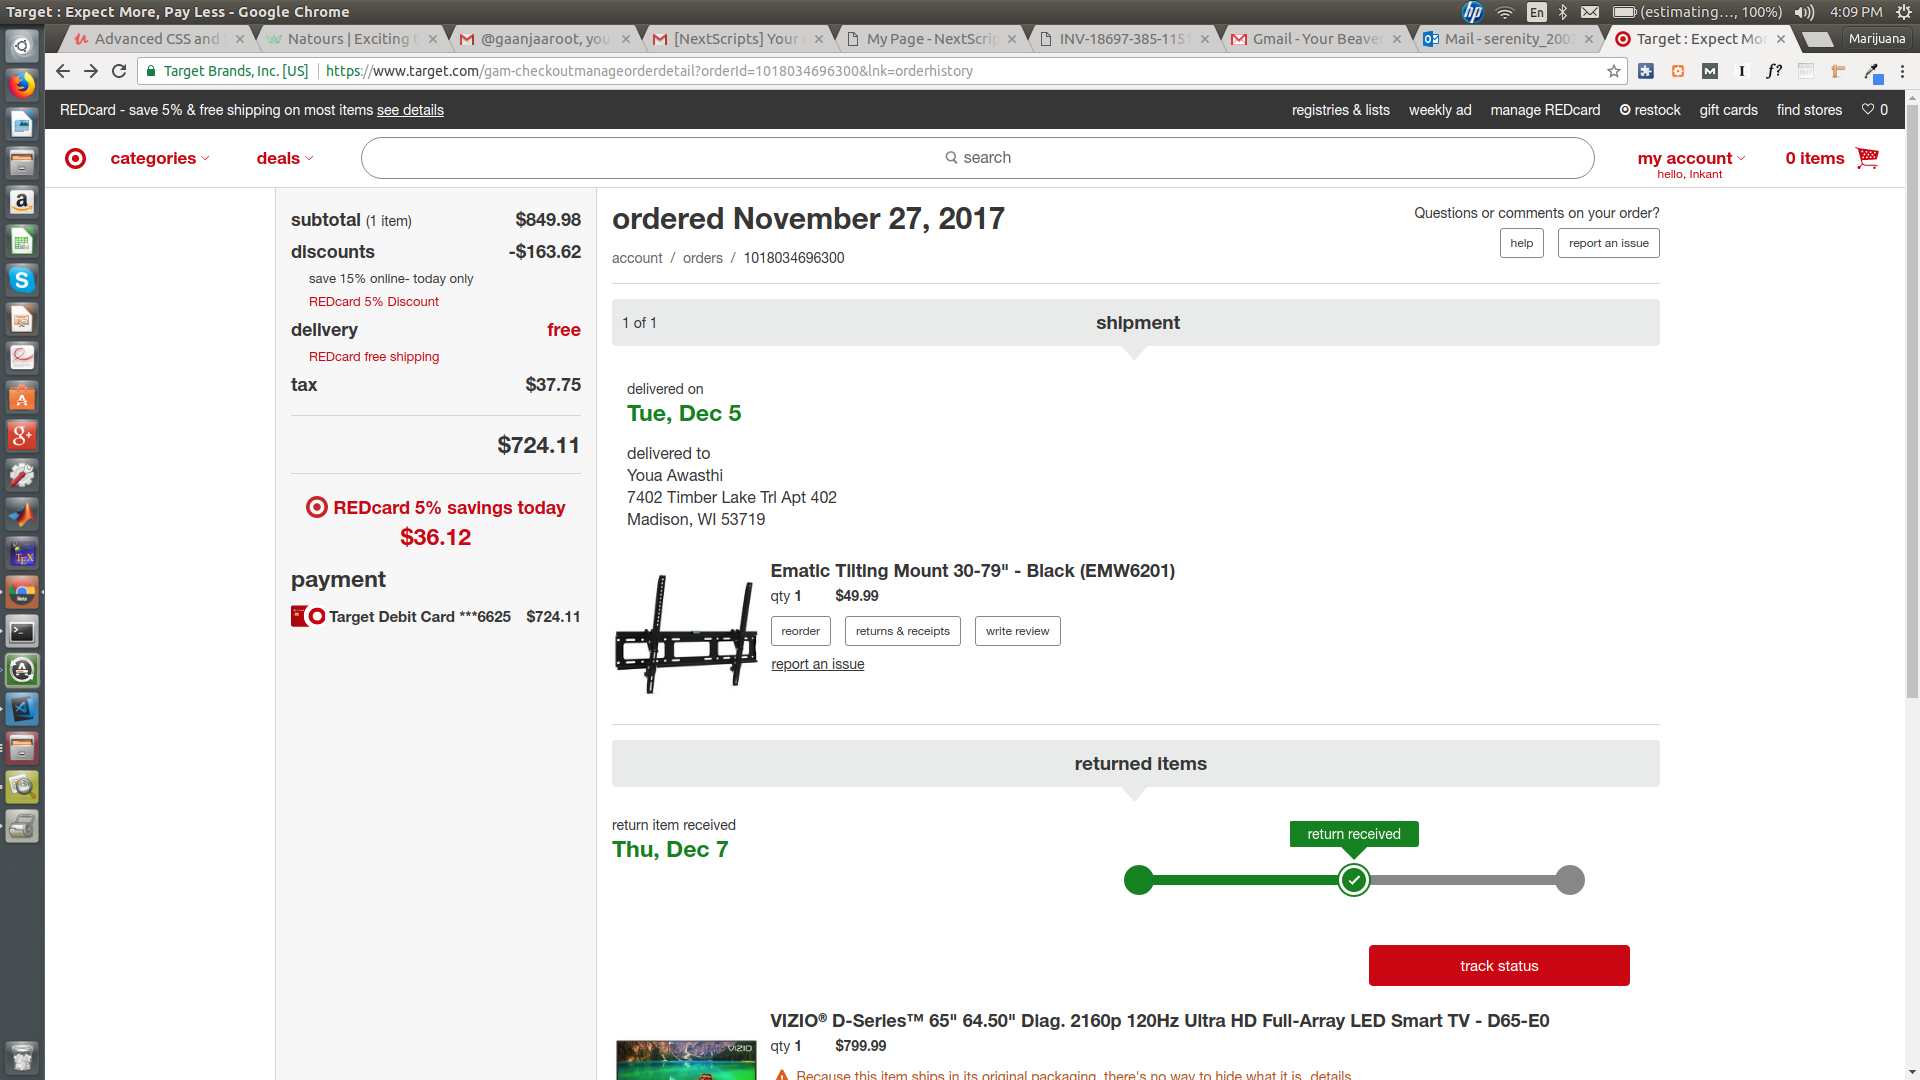 Target : Expect More, Pay Less - Google Chrome
En
(estimating..., 100%)
4:09 PM
Advanced CSS and
Natours | Exciting
@gaanjaaroot, you
[NextScripts] Your
My Page - NextScrip
INV-18697-385-1151
Gmail - Your Beaver
Mail - serenity_2003
Target : Expect Mor
Marijuana
Target Brands, Inc. [US]
https://www.target.com/gam-checkoutmanageorderdetail?orderId=1018034696300&lnk=orderhistory
REDcard - save 5% & free shipping on most items see details
registries & lists
weekly ad
manage REDcard
restock
gift cards
find stores
0
categories
deals
search
my account
hello, Inkant
0 items
subtotal (1 item) $849.98
discounts -$163.62
save 15% online- today only
REDcard 5% Discount
delivery free
REDcard free shipping
tax $37.75
$724.11
REDcard 5% savings today
$36.12
payment
Target Debit Card ***6625 $724.11
ordered November 27, 2017
account / orders / 1018034696300
Questions or comments on your order?
help
report an issue
1 of 1
shipment
delivered on
Tue, Dec 5
delivered to
Youa Awasthi
7402 Timber Lake Trl Apt 402
Madison, WI 53719
Ematic Tilting Mount 30-79" - Black (EMW6201)
qty 1 $49.99
reorder
returns & receipts
write review
report an issue
returned items
return item received
Thu, Dec 7
return received
track status
VIZIO® D-Series™ 65" 64.50" Diag. 2160p 120Hz Ultra HD Full-Array LED Smart TV - D65-E0
qty 1 $799.99
VIZIO
Because this item ships in its original packaging, there's no way to hide what it is. details